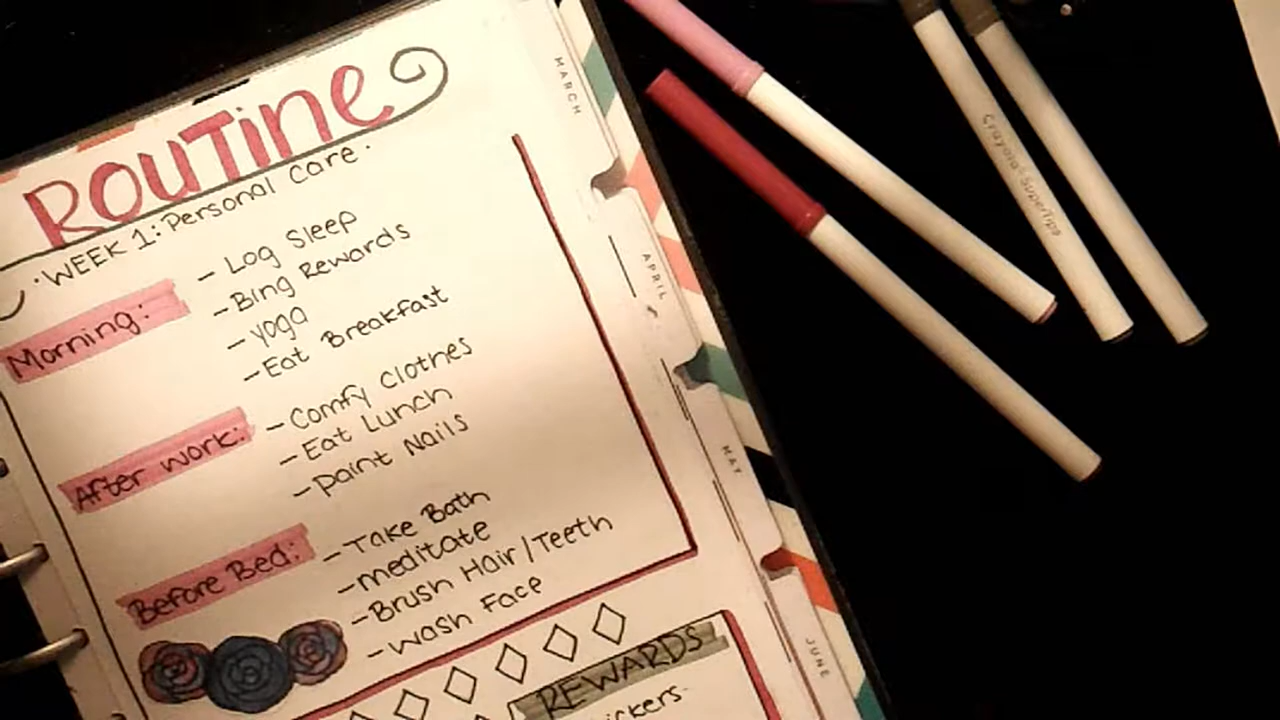 ROUTINE
·WEEK 1: Personal Care·
Morning:
- Log Sleep
- Bing Rewards
- Yoga
- Eat Breakfast
After work:
- Comfy Clothes
- Eat Lunch
- Paint Nails
Before Bed:
- Take Bath
- meditate
- Brush Hair/Teeth
- Wash Face
REWARDS
MARCH
APRIL
MAY
JUNE
Crayola SuperTips